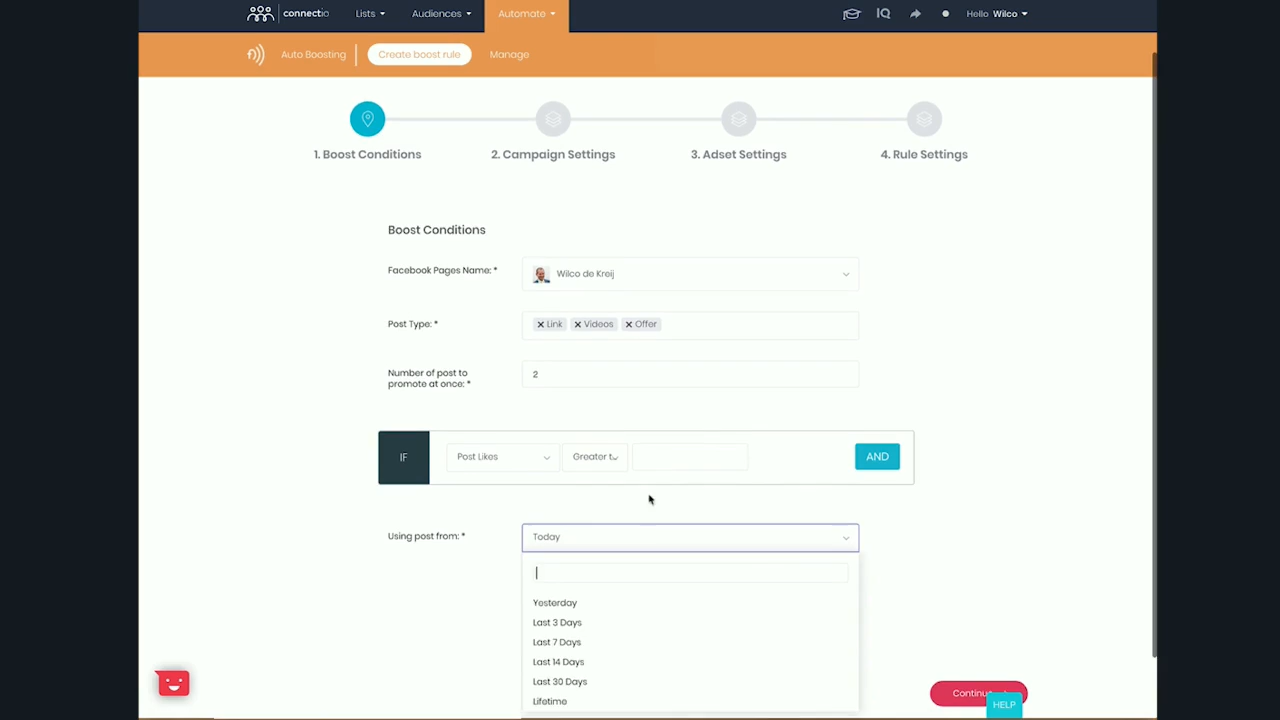 connectio Lists Audiences Automate IQ Hello Wilco
Auto Boosting Create boost rule Manage
1. Boost Conditions 2. Campaign Settings 3. Adset Settings 4. Rule Settings
Boost Conditions
Facebook Pages Name: * Wilco de Kreij
Post Type: * × Link × Videos × Offer
Number of post to
promote at once: * 2
IF Post Likes Greater t AND
Using post from: * Today
Yesterday
Last 3 Days
Last 7 Days
Last 14 Days
Last 30 Days
Lifetime
Continue
HELP